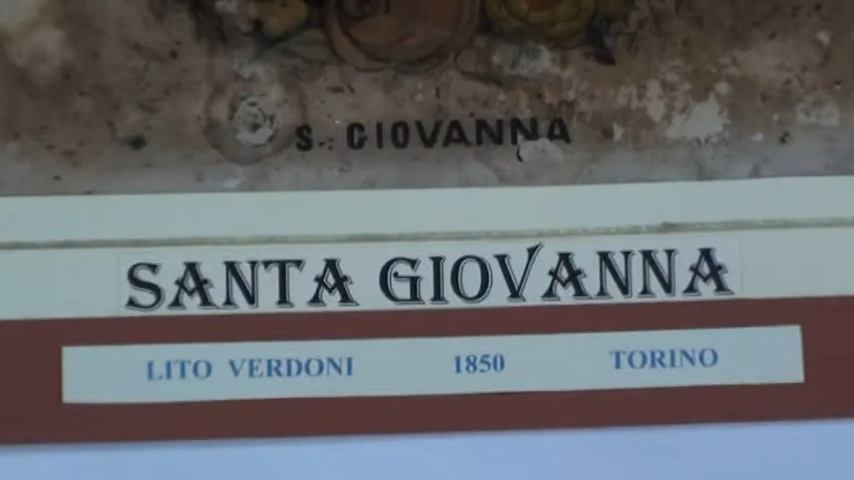 S. GIOVANNA
SANTA GIOVANNA
LITO VERDONI 1850 TORINO